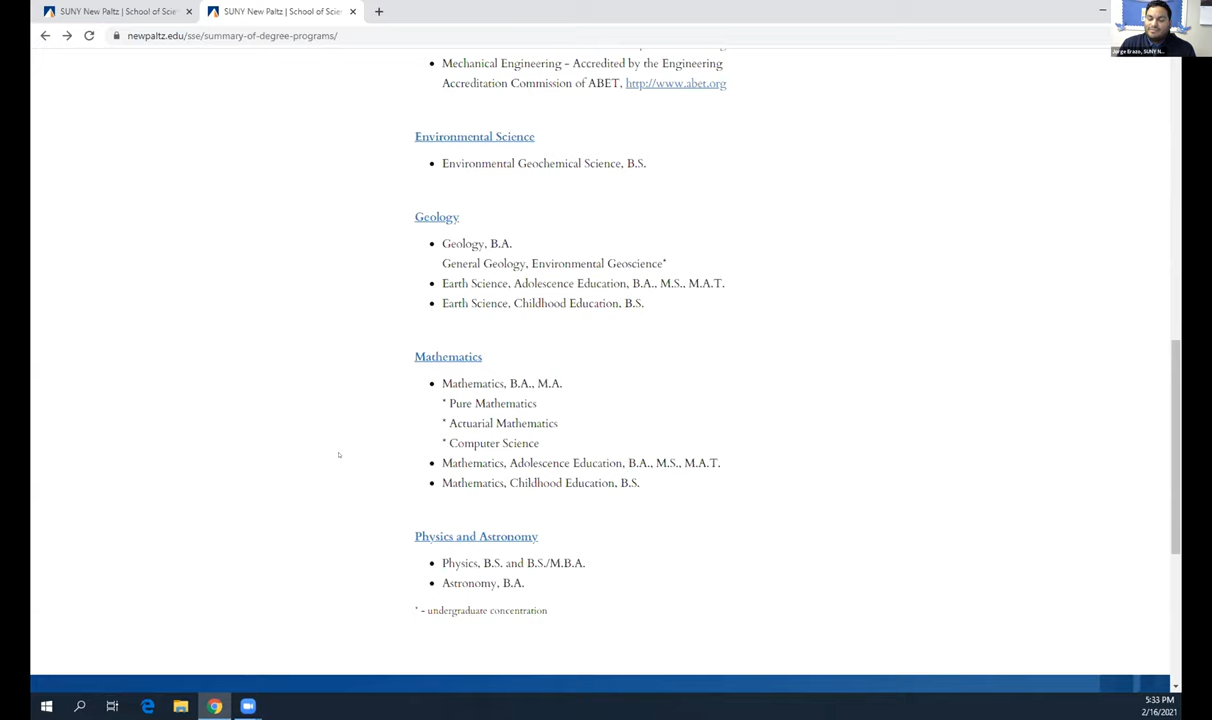 SUNY New Paltz | School of Scie
SUNY New Paltz | School of Scie
newpaltz.edu/sse/summary-of-degree-programs/
Jorge Erazo, SUNY N...
Mechanical Engineering - Accredited by the Engineering
Accreditation Commission of ABET, http://www.abet.org
Environmental Science
Environmental Geochemical Science, B.S.
Geology
Geology, B.A.
General Geology, Environmental Geoscience*
Earth Science, Adolescence Education, B.A., M.S., M.A.T.
Earth Science, Childhood Education, B.S.
Mathematics
Mathematics, B.A., M.A.
* Pure Mathematics
* Actuarial Mathematics
* Computer Science
Mathematics, Adolescence Education, B.A., M.S., M.A.T.
Mathematics, Childhood Education, B.S.
Physics and Astronomy
Physics, B.S. and B.S./M.B.A.
Astronomy, B.A.
* - undergraduate concentration
5:33 PM
2/16/2021